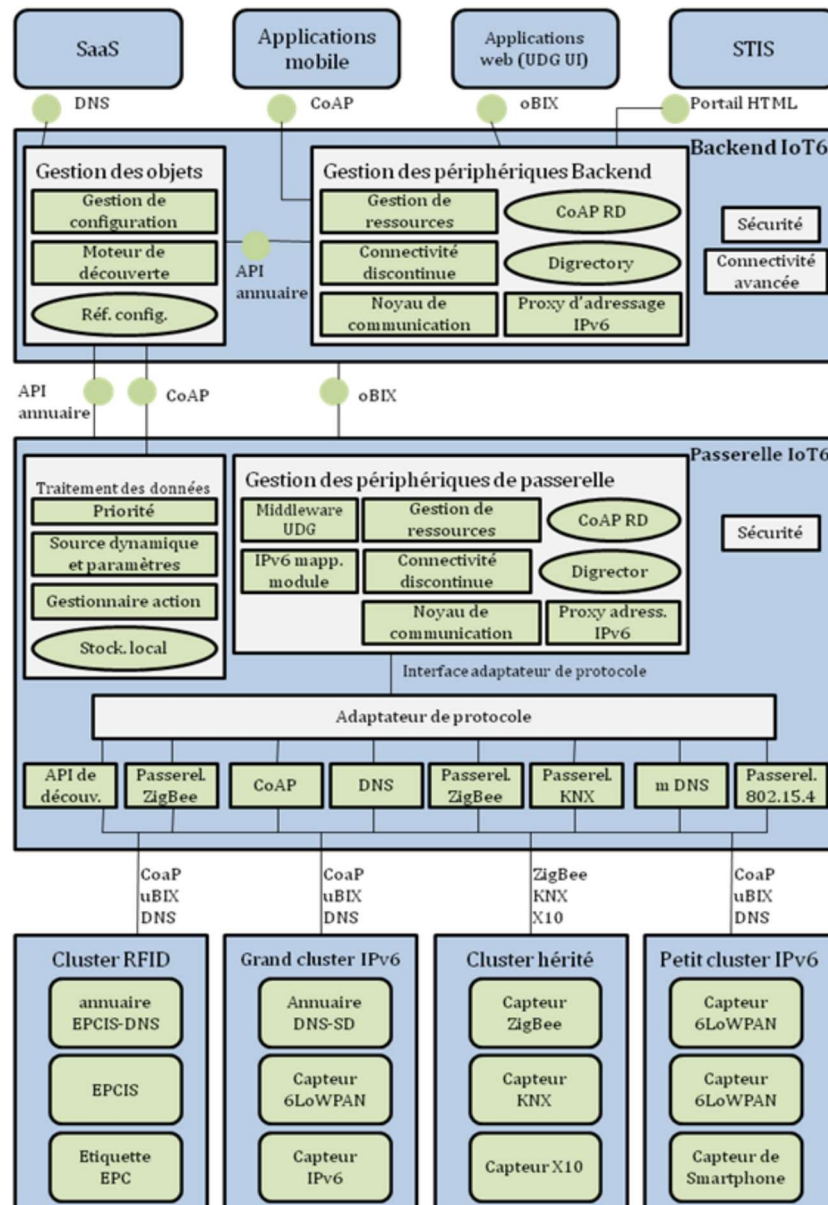 SaaS
Applications
mobile
Applications
web (UDG UI)
STIS
DNS
CoAP
oBIX
Portail HTML
Backend IoT6
Gestion des objets
Gestion de
configuration
Moteur de
découverte
Réf. config.
API
annuaire
Gestion des périphériques Backend
Gestion de
ressources
CoAP RD
Connectivité
discontinue
Digrectory
Noyau de
communication
Proxy d'adressage
IPv6
Sécurité
Connectivité
avancée
API
annuaire
CoAP
oBIX
Passerelle IoT6
Traitement des données
Priorité
Source dynamique
et paramètres
Gestionnaire action
Stock. local
Gestion des périphériques de passerelle
Middleware
UDG
Gestion de
ressources
CoAP RD
IPv6 mapp.
module
Connectivité
discontinue
Digrector
Noyau de
communication
Proxy adress.
IPv6
Sécurité
Interface adaptateur de protocole
Adaptateur de protocole
API de
découv.
Passerel.
ZigBee
CoAP
DNS
Passerel.
ZigBee
Passerel.
KNX
m DNS
Passerel.
802.15.4
CoaP
uBIX
DNS
CoaP
uBIX
DNS
ZigBee
KNX
X10
CoaP
uBIX
DNS
Cluster RFID
annuaire
EPCIS-DNS
EPCIS
Etiquette
EPC
Grand cluster IPv6
Annuaire
DNS-SD
Capteur
6LoWPAN
Capteur
IPv6
Cluster hérité
Capteur
ZigBee
Capteur
KNX
Capteur X10
Petit cluster IPv6
Capteur
6LoWPAN
Capteur
6LoWPAN
Capteur de
Smartphone